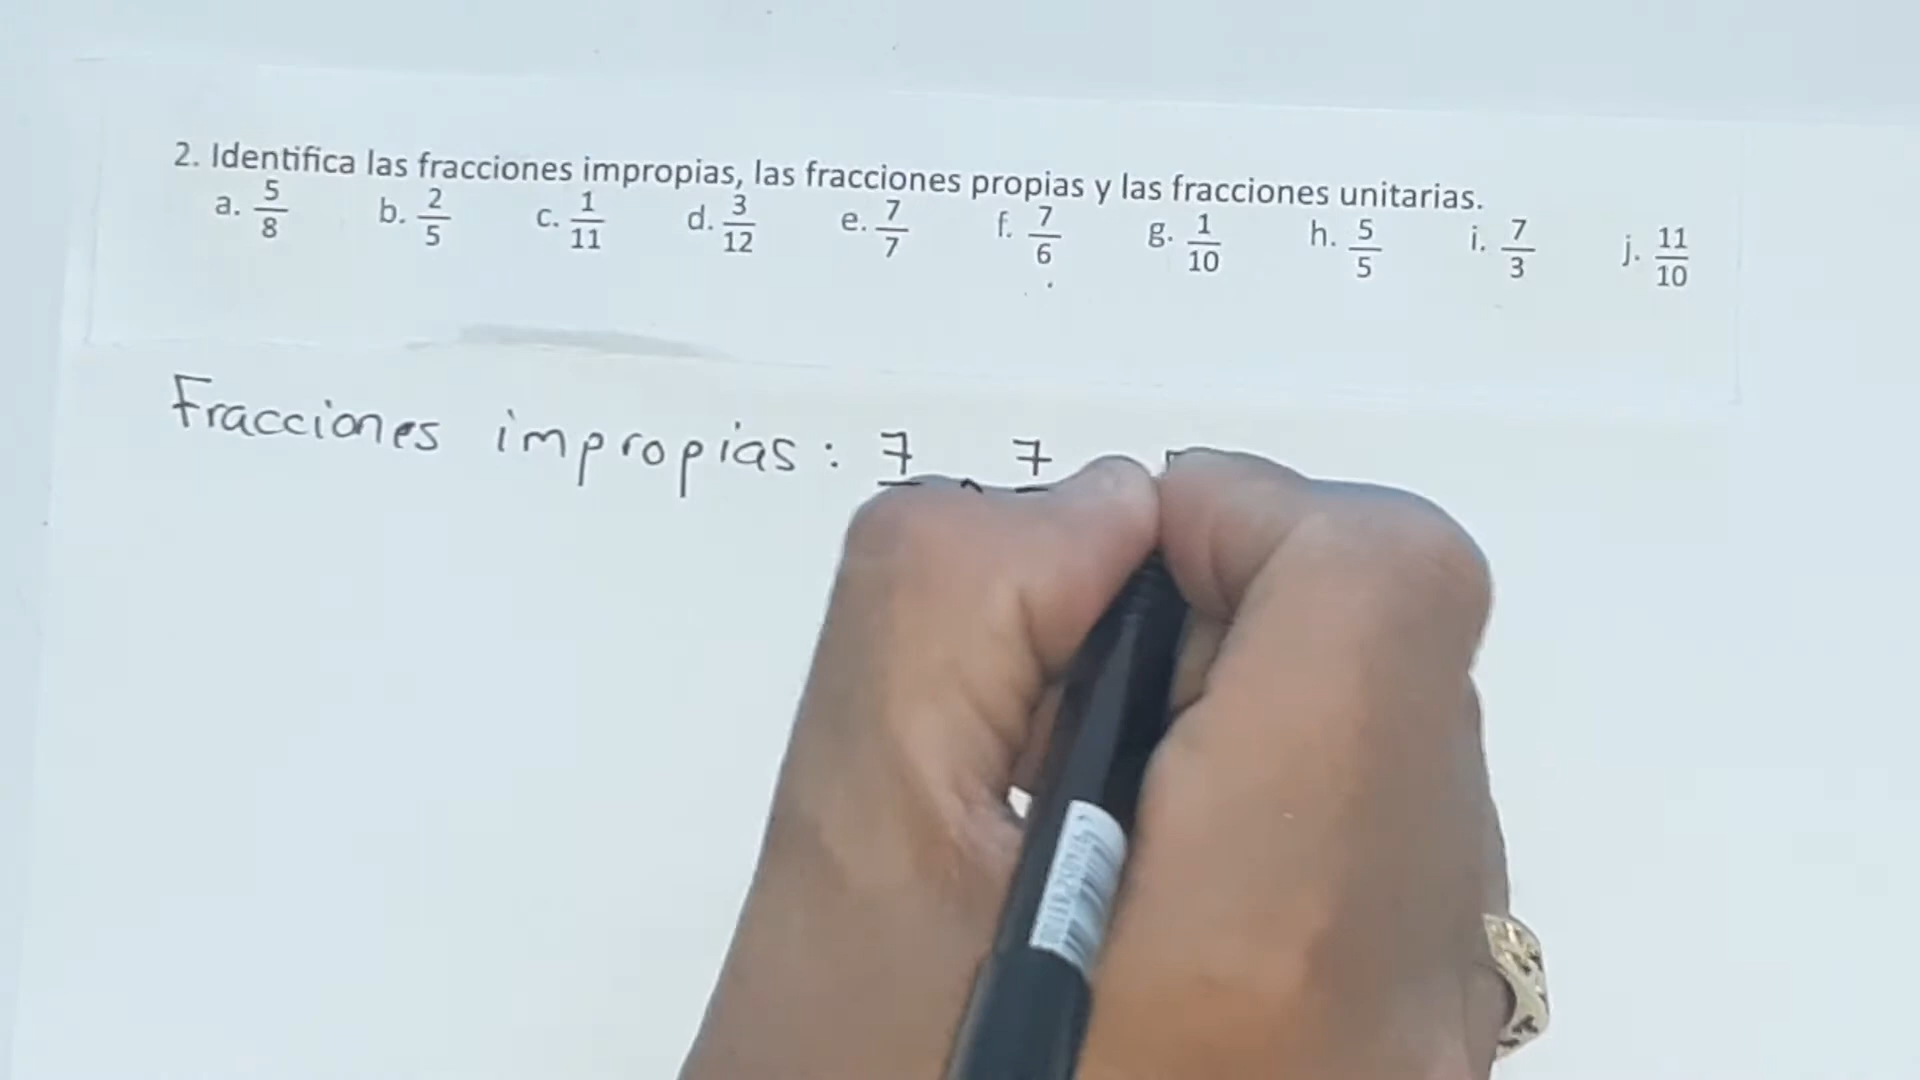 2. Identifica las fracciones impropias, las fracciones propias y las fracciones unitarias.
a. 5/8 b. 2/5 c. 1/11 d. 3/12 e. 7/7 f. 7/6 g. 1/10 h. 5/5 i. 7/3 j. 11/10
Fracciones impropias: 7, 7